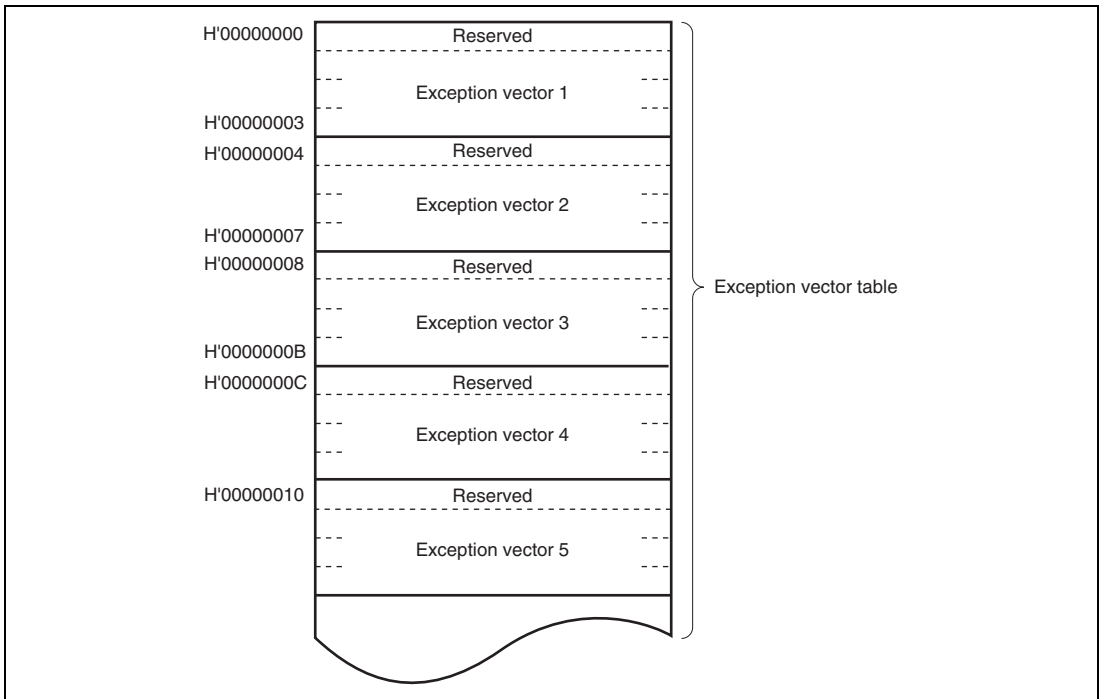 H'00000000 Reserved
Exception vector 1
H'00000003
H'00000004 Reserved
Exception vector 2
H'00000007
H'00000008 Reserved
Exception vector table
Exception vector 3
H'0000000B
H'0000000C Reserved
Exception vector 4
H'00000010 Reserved
Exception vector 5